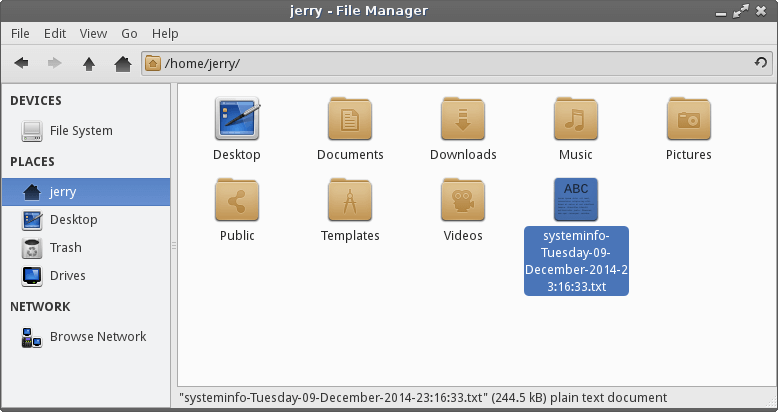 jerry - File Manager
File Edit View Go Help
/home/jerry/
DEVICES
File System
PLACES
jerry
Desktop
Trash
Drives
NETWORK
Browse Network
Desktop
Documents
Downloads
Music
Pictures
Public
Templates
Videos
ABC
systeminfo-
Tuesday-09-
December-2014-2
3:16:33.txt
"systeminfo-Tuesday-09-December-2014-23:16:33.txt" (244.5 kB) plain text document